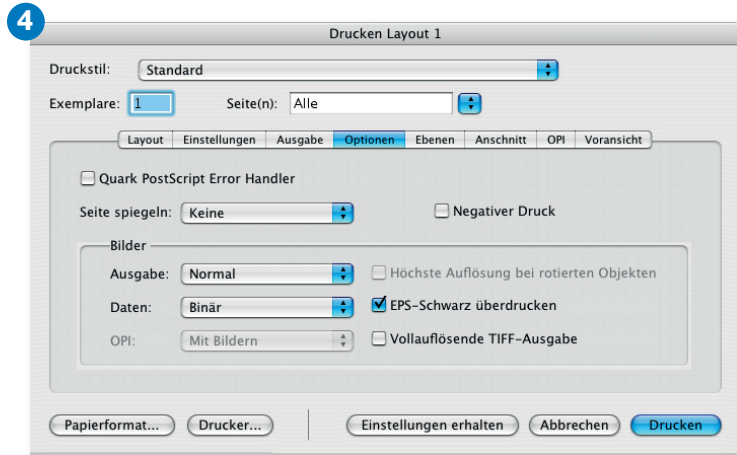 4
Drucken Layout 1
Druckstil: Standard
Exemplare: 1 Seite(n): Alle
Layout Einstellungen Ausgabe Optionen Ebenen Anschnitt OPI Voransicht
Quark PostScript Error Handler
Seite spiegeln: Keine Negativer Druck
Bilder
Ausgabe: Normal Höchste Auflösung bei rotierten Objekten
Daten: Binär EPS-Schwarz überdrucken
OPI: Mit Bildern Vollauflösende TIFF-Ausgabe
Papierformat... Drucker... Einstellungen erhalten Abbrechen Drucken